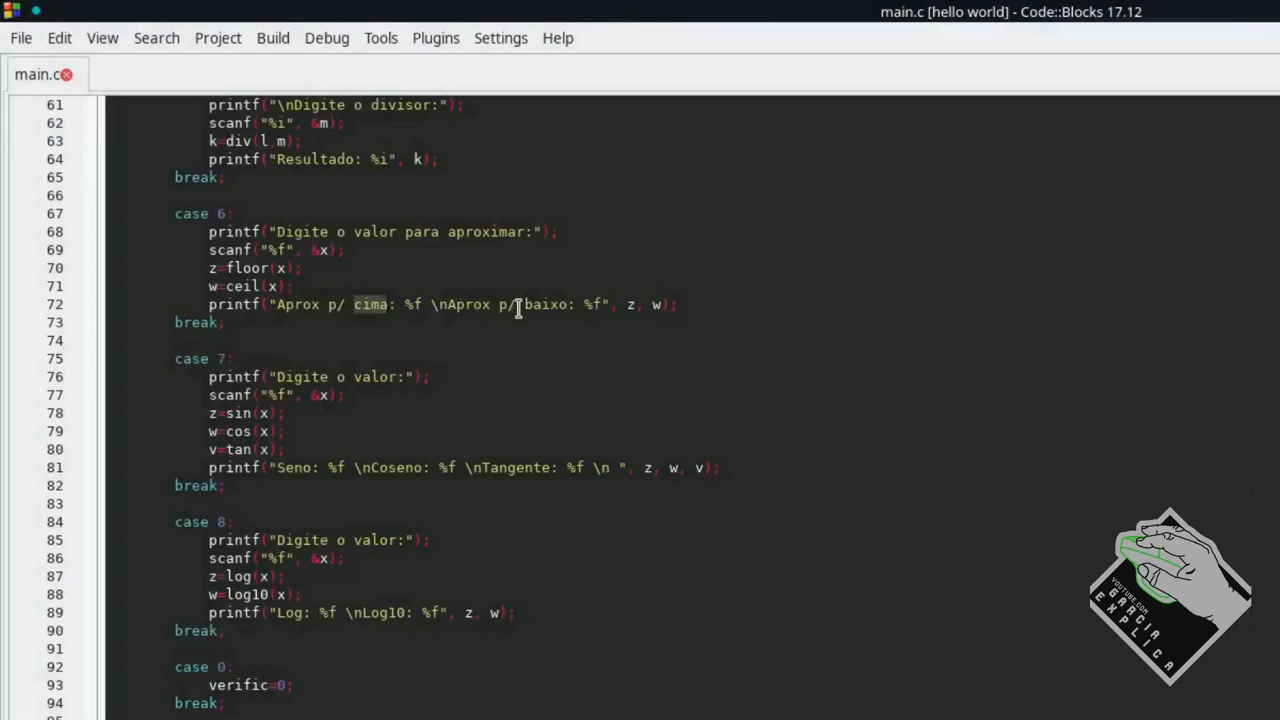 main.c [hello world] - Code::Blocks 17.12
File Edit View Search Project Build Debug Tools Plugins Settings Help
main.c
61 printf("\nDigite o divisor:");
62 scanf("%i", &m);
63 k=div(l,m);
64 printf("Resultado: %i", k);
65 break;
66
67 case 6:
68 printf("Digite o valor para aproximar:");
69 scanf("%f", &x);
70 z=floor(x);
71 w=ceil(x);
72 printf("Aprox p/ cima: %f \nAprox p/ baixo: %f", z, w);
73 break;
74
75 case 7:
76 printf("Digite o valor:");
77 scanf("%f", &x);
78 z=sin(x);
79 w=cos(x);
80 v=tan(x);
81 printf("Seno: %f \nCoseno: %f \nTangente: %f \n ", z, w, v);
82 break;
83
84 case 8:
85 printf("Digite o valor:");
86 scanf("%f", &x);
87 z=log(x);
88 w=log10(x);
89 printf("Log: %f \nLog10: %f", z, w);
90 break;
91
92 case 0:
93 verific=0;
94 break;
YOUTUBE.COM
GARCIA
EXPLICA